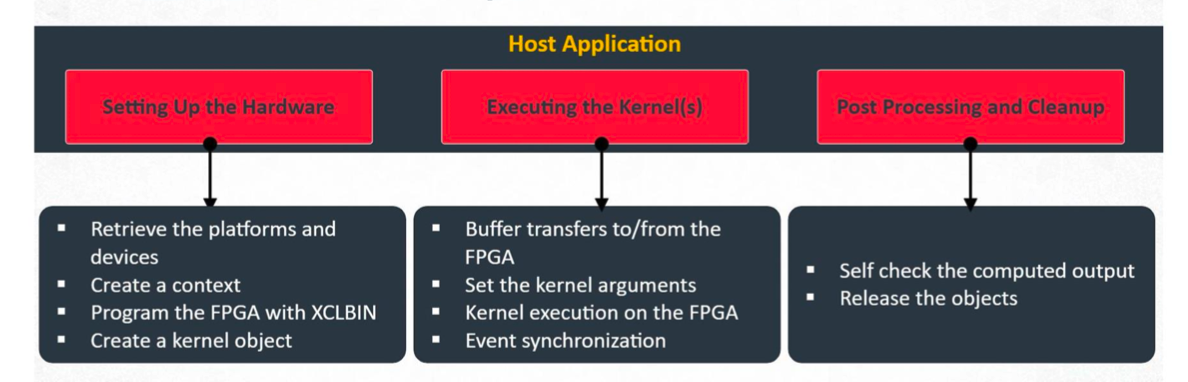 Host Application
Setting Up the Hardware
Executing the Kernel(s)
Post Processing and Cleanup
▪ Retrieve the platforms and
devices
▪ Create a context
▪ Program the FPGA with XCLBIN
▪ Create a kernel object
▪ Buffer transfers to/from the
FPGA
▪ Set the kernel arguments
▪ Kernel execution on the FPGA
▪ Event synchronization
▪ Self check the computed output
▪ Release the objects